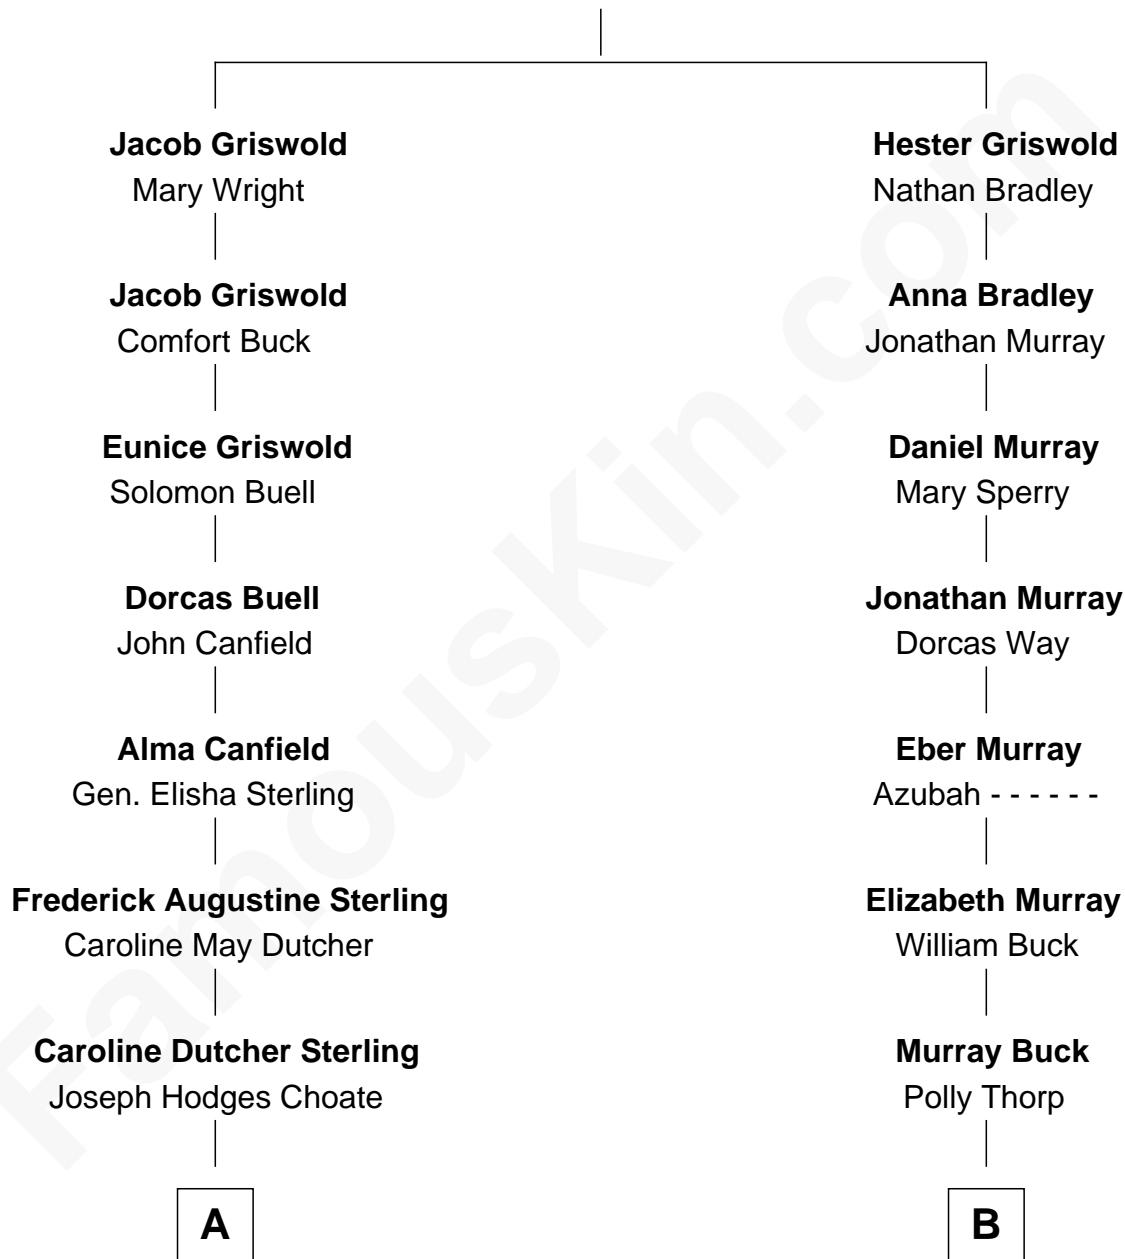 Jacob Griswold
Mary Wright
Jacob Griswold
Comfort Buck
Eunice Griswold
Solomon Buell
Dorcas Buell
John Canfield
Alma Canfield
Gen. Elisha Sterling
Frederick Augustine Sterling
Caroline May Dutcher
Caroline Dutcher Sterling
Joseph Hodges Choate
A
Hester Griswold
Nathan Bradley
Anna Bradley
Jonathan Murray
Daniel Murray
Mary Sperry
Jonathan Murray
Dorcas Way
Eber Murray
Azubah - - - - - -
Elizabeth Murray
William Buck
Murray Buck
Polly Thorp
B
FamousKin.com